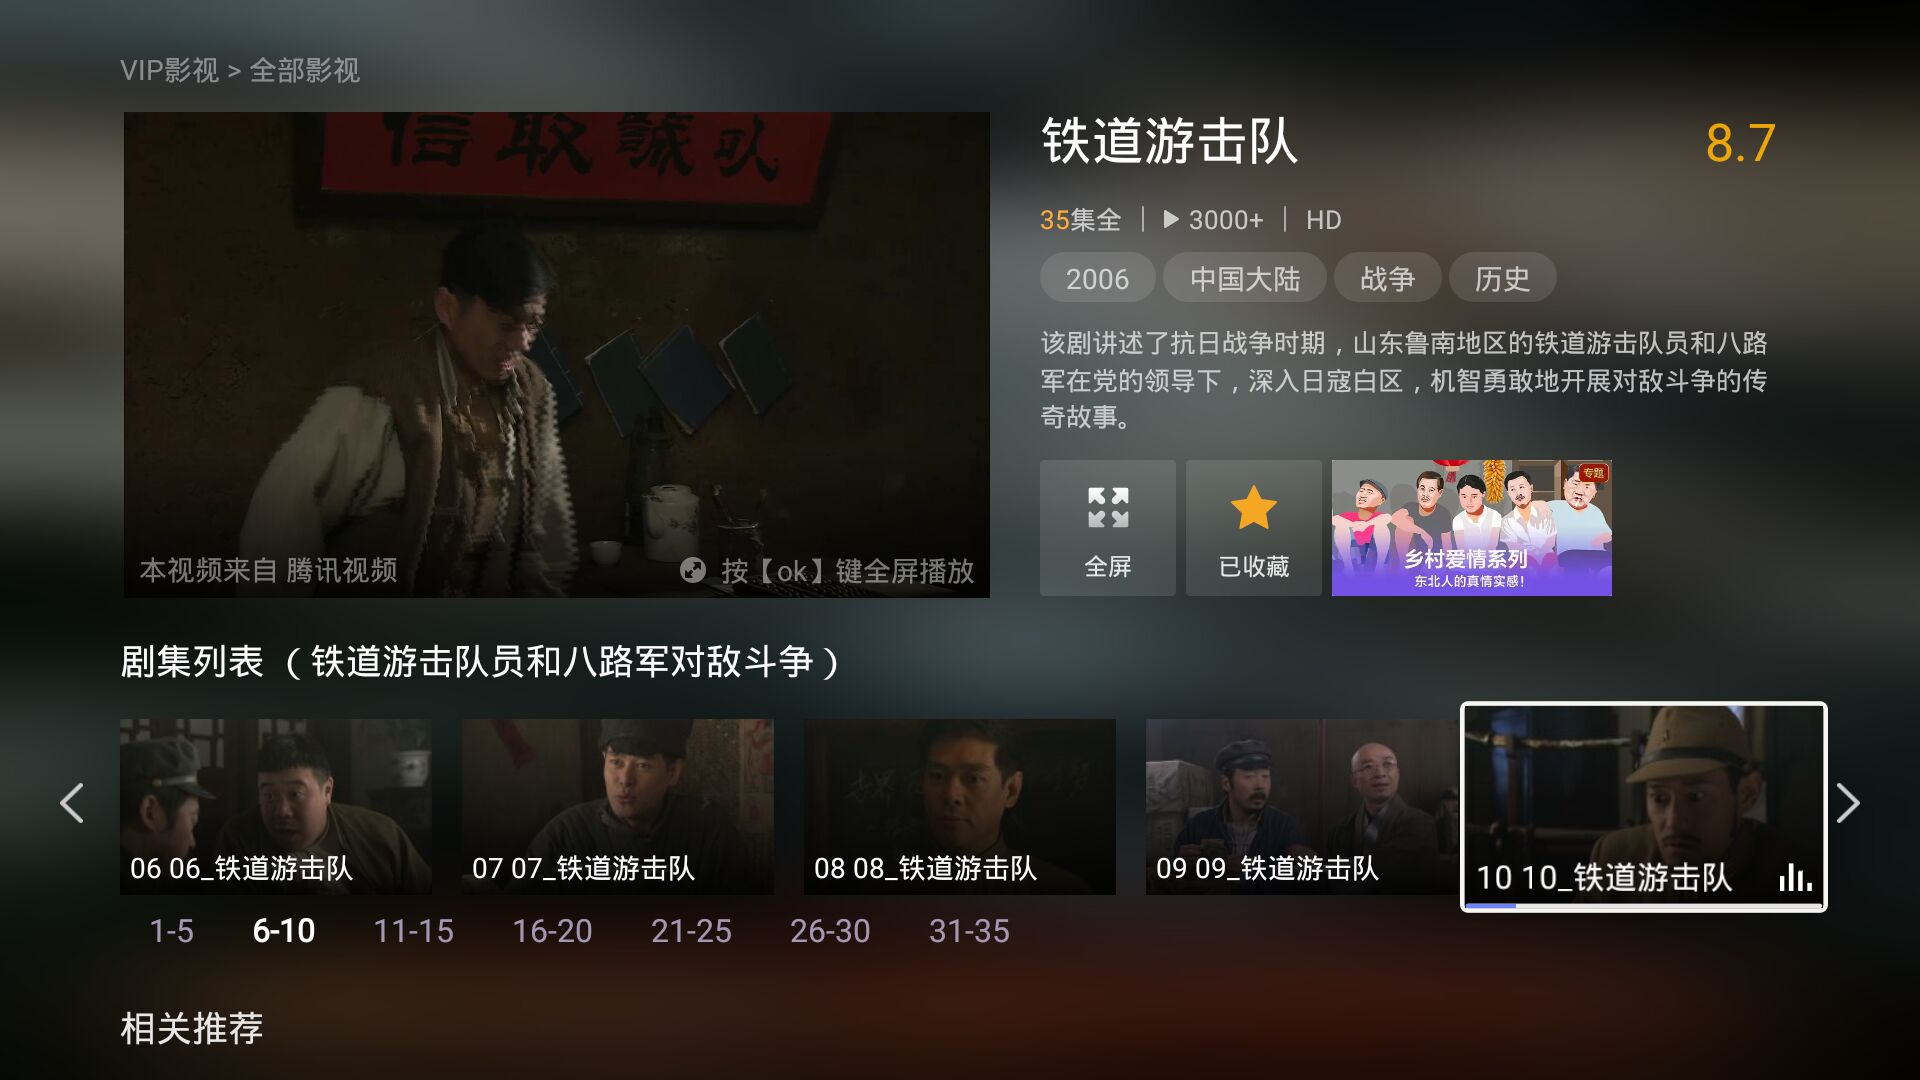 VIP影视 > 全部影视
信取誠以
本视频来自 腾讯视频
按【ok】键全屏播放
铁道游击队
8.7
35集全 | ▶ 3000+ | HD
2006 中国大陆 战争 历史
该剧讲述了抗日战争时期，山东鲁南地区的铁道游击队员和八路
军在党的领导下，深入日寇白区，机智勇敢地开展对敌斗争的传
奇故事。
全屏
已收藏
专题
乡村爱情系列
东北人的真情实感!
剧集列表（铁道游击队员和八路军对敌斗争）
06 06_铁道游击队
07 07_铁道游击队
08 08_铁道游击队
09 09_铁道游击队
10 10_铁道游击队
1-5 6-10 11-15 16-20 21-25 26-30 31-35
相关推荐